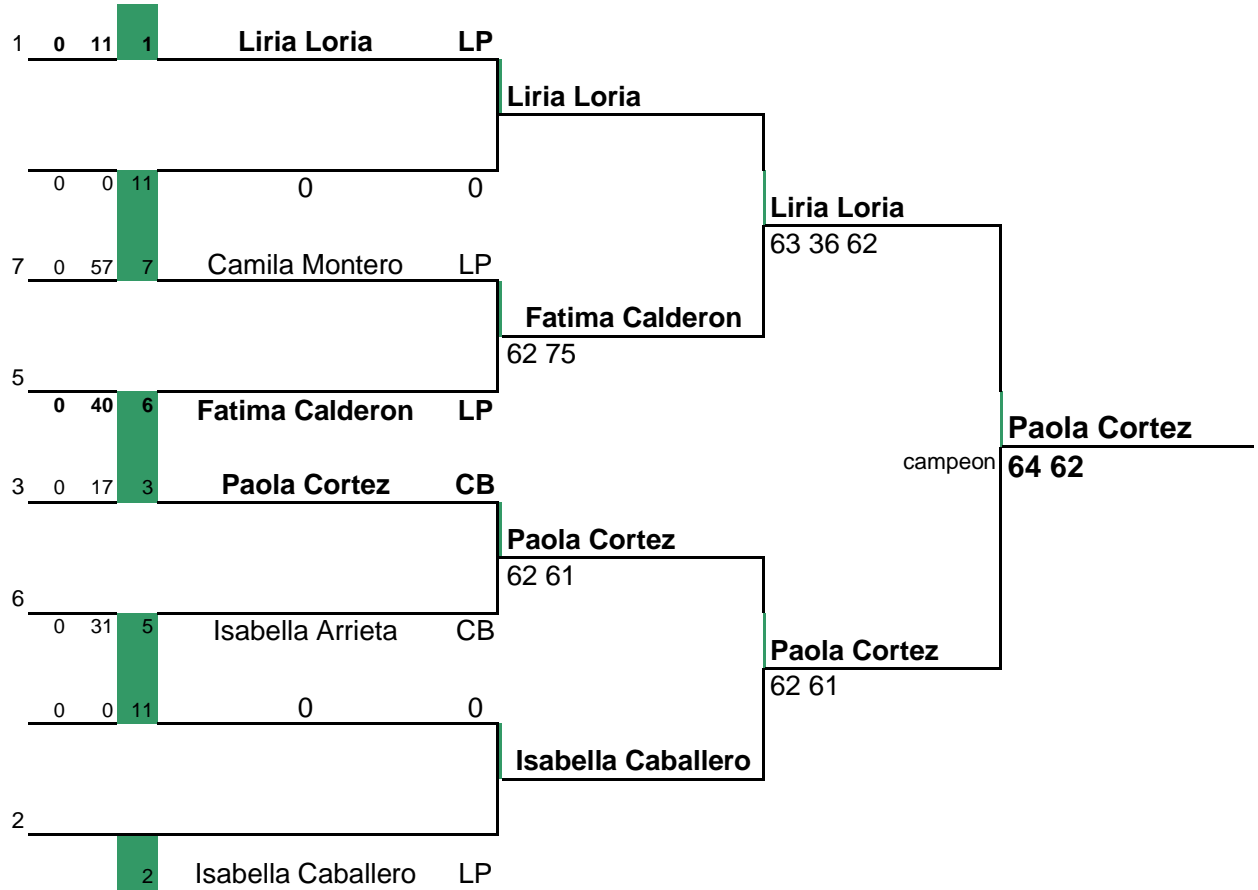 1 0 11 1 Liria Loria LP
Liria Loria
0 0 11 0 0
Liria Loria
63 36 62
7 0 57 7 Camila Montero LP
Fatima Calderon
62 75
5
0 40 6 Fatima Calderon LP
Paola Cortez
campeon 64 62
3 0 17 3 Paola Cortez CB
Paola Cortez
62 61
6
0 31 5 Isabella Arrieta CB
Paola Cortez
62 61
0 0 11 0 0
Isabella Caballero
2
2 Isabella Caballero LP